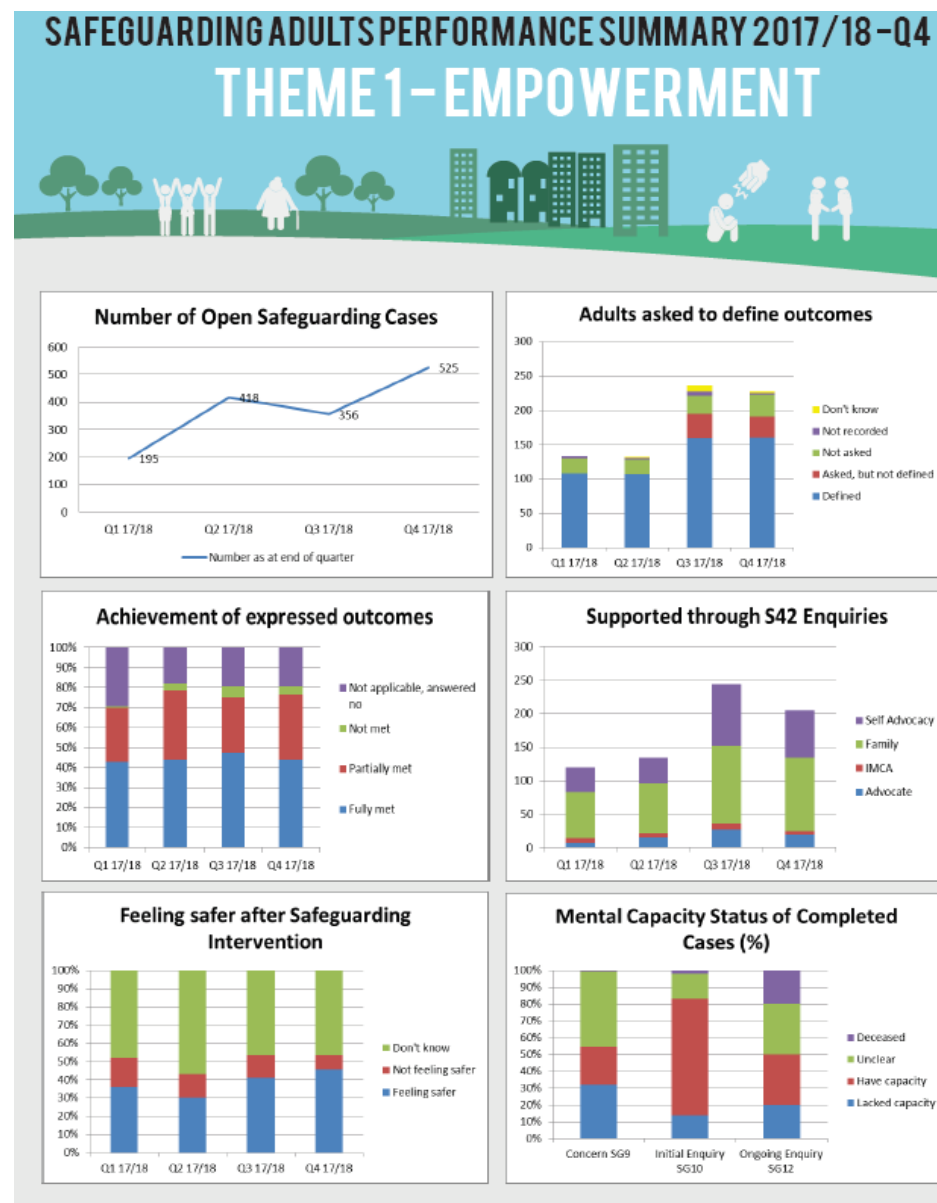 SAFEGUARDING ADULTS PERFORMANCE SUMMARY 2017/18 - Q4
THEME 1 - EMPOWERMENT
Number of Open Safeguarding Cases
600
500
400
300
200
100
0
195
418
356
525
Q1 17/18 Q2 17/18 Q3 17/18 Q4 17/18
Number as at end of quarter
Adults asked to define outcomes
300
250
200
150
100
50
0
Q1 17/18 Q2 17/18 Q3 17/18 Q4 17/18
Don't know
Not recorded
Not asked
Asked, but not defined
Defined
Achievement of expressed outcomes
100%
90%
80%
70%
60%
50%
40%
30%
20%
10%
0%
Q1 17/18 Q2 17/18 Q3 17/18 Q4 17/18
Not applicable, answered
no
Not met
Partially met
Fully met
Supported through S42 Enquiries
300
250
200
150
100
50
0
Q1 17/18 Q2 17/18 Q3 17/18 Q4 17/18
Self Advocacy
Family
IMCA
Advocate
Feeling safer after Safeguarding
Intervention
100%
90%
80%
70%
60%
50%
40%
30%
20%
10%
0%
Q1 17/18 Q2 17/18 Q3 17/18 Q4 17/18
Don't know
Not feeling safer
Feeling safer
Mental Capacity Status of Completed
Cases (%)
100%
90%
80%
70%
60%
50%
40%
30%
20%
10%
0%
Concern SG9 Initial Enquiry Ongoing Enquiry
SG10 SG12
Deceased
Unclear
Have capacity
Lacked capacity